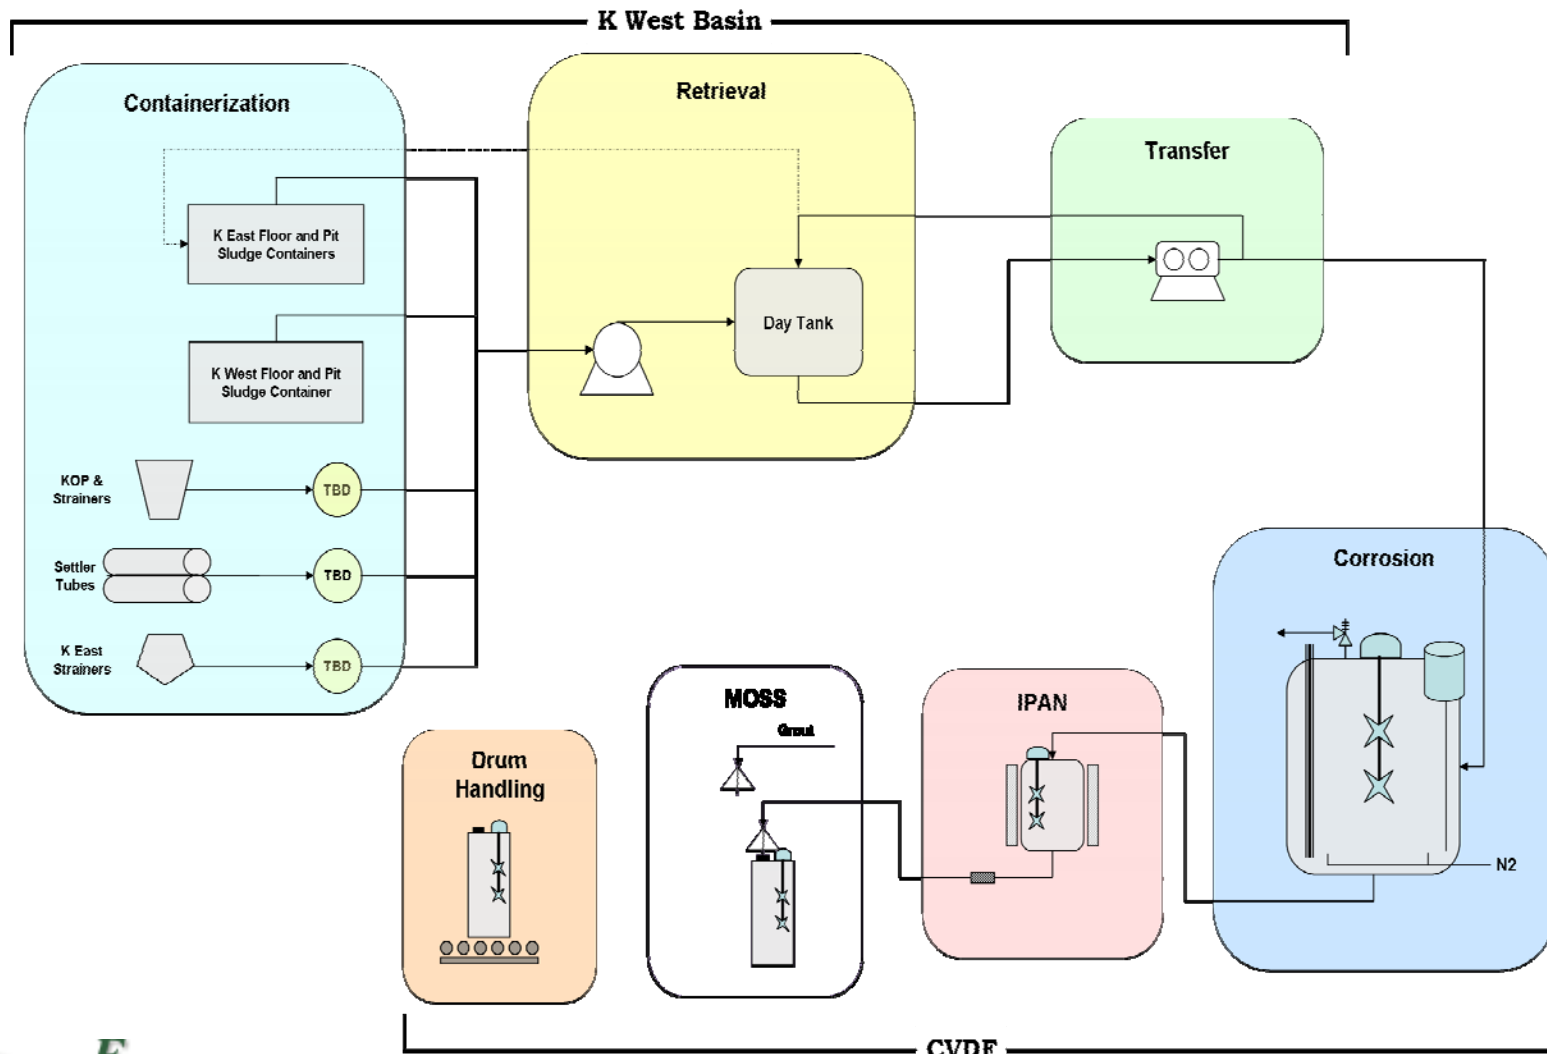 K West Basin
Containerization
Retrieval
Transfer
K East Floor and Pit
Sludge Containers
Day Tank
K West Floor and Pit
Sludge Container
KOP &
Strainers
TBD
Settler
Tubes
TBD
K East
Strainers
TBD
Corrosion
N2
IPAN
MOSS
Grout
Drum
Handling
CVDF